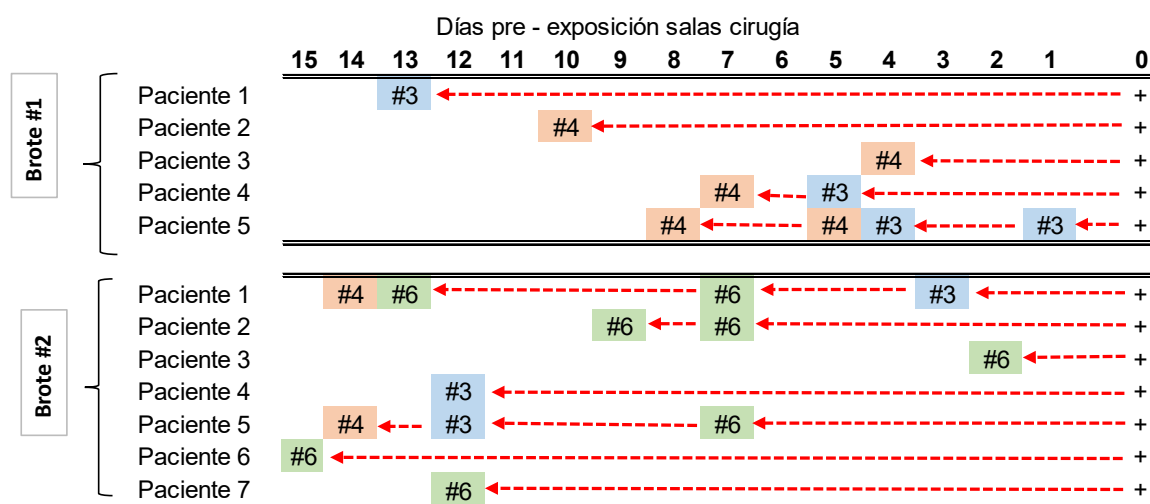 Días pre - exposición salas cirugía
15 14 13 12 11 10 9 8 7 6 5 4 3 2 1 0
Brote #1
Paciente 1 #3 +
Paciente 2 #4 +
Paciente 3 #4 +
Paciente 4 #4 #3 +
Paciente 5 #4 #4 #3 #3 +
Brote #2
Paciente 1 #4 #6 #6 #3 +
Paciente 2 #6 #6 +
Paciente 3 #6 +
Paciente 4 #3 +
Paciente 5 #4 #3 #6 +
Paciente 6 #6 +
Paciente 7 #6 +